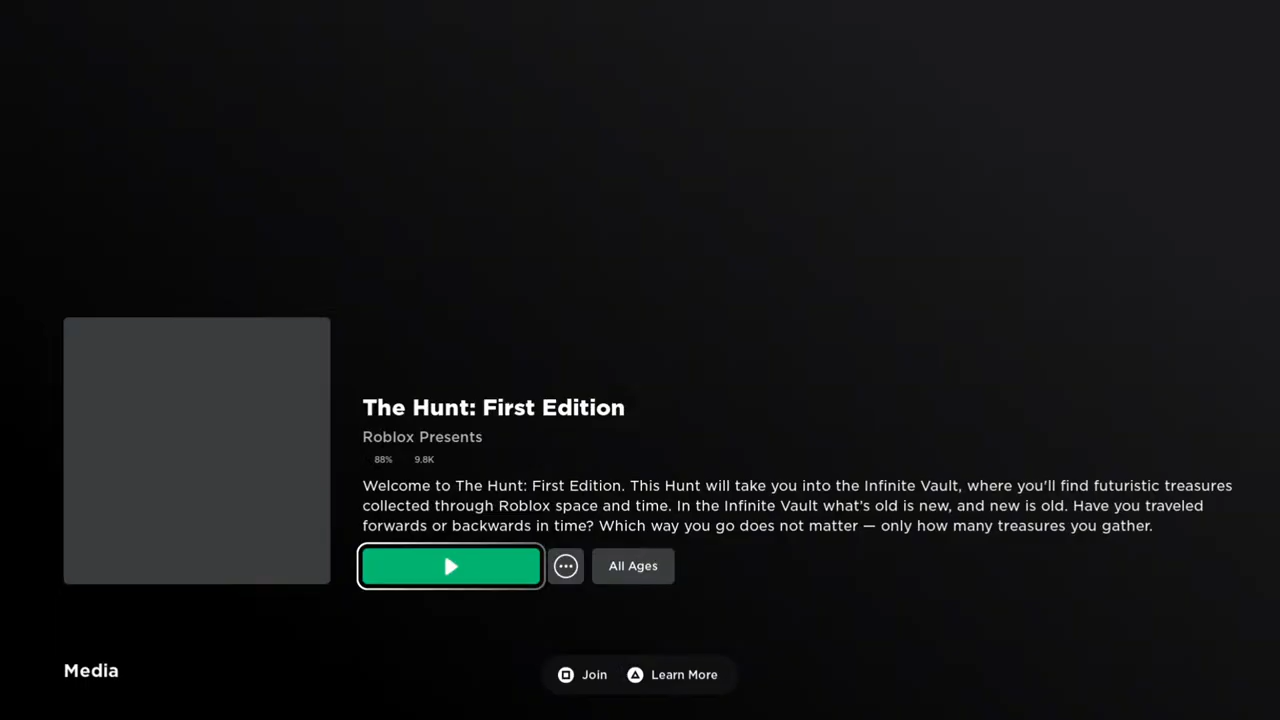 The Hunt: First Edition
Roblox Presents
88% 9.8K
Welcome to The Hunt: First Edition. This Hunt will take you into the Infinite Vault, where you'll find futuristic treasures
collected through Roblox space and time. In the Infinite Vault what's old is new, and new is old. Have you traveled
forwards or backwards in time? Which way you go does not matter — only how many treasures you gather.
All Ages
Media
Join Learn More